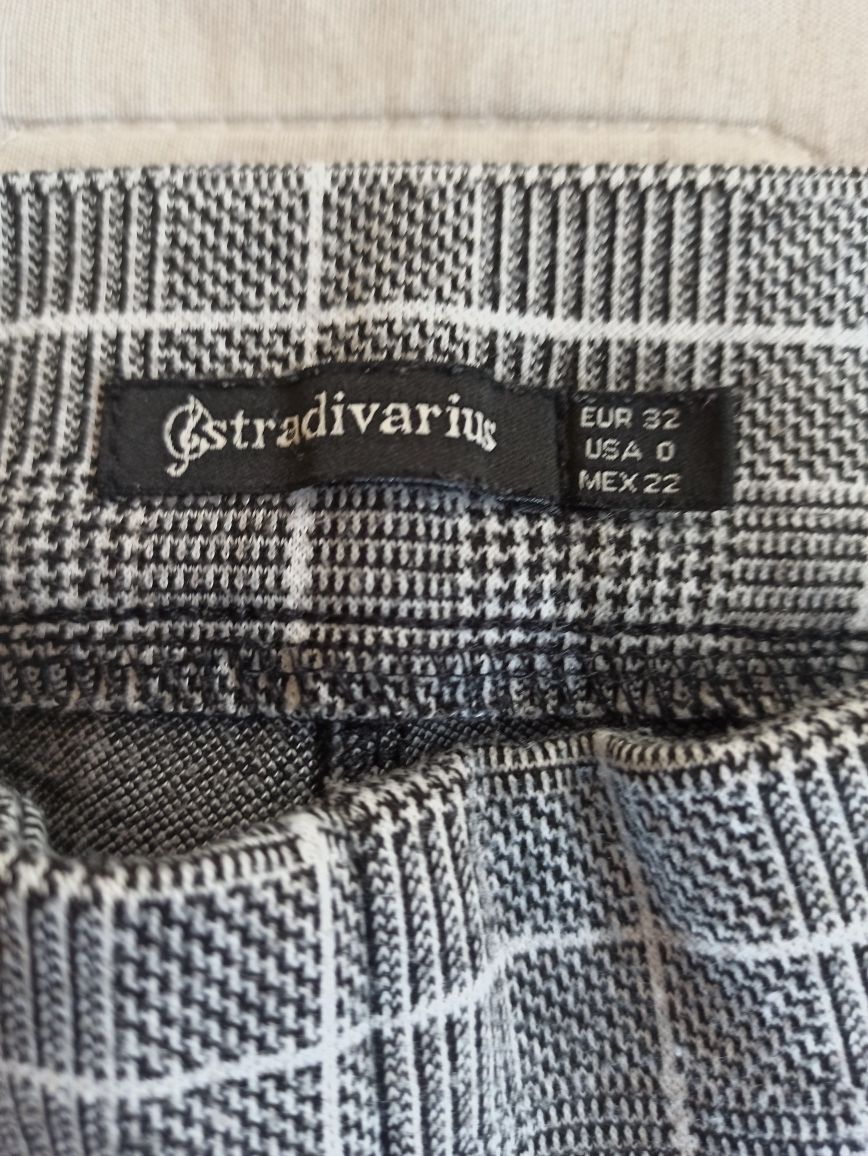 stradivarius
EUR 32
USA 0
MEX 22